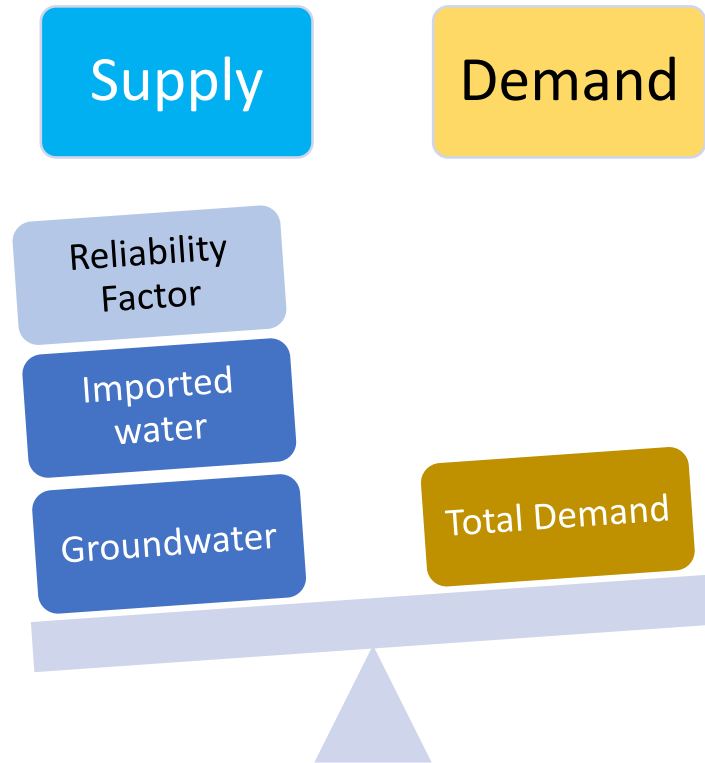 Supply
Demand
Reliability
Factor
Imported
water
Groundwater
Total Demand